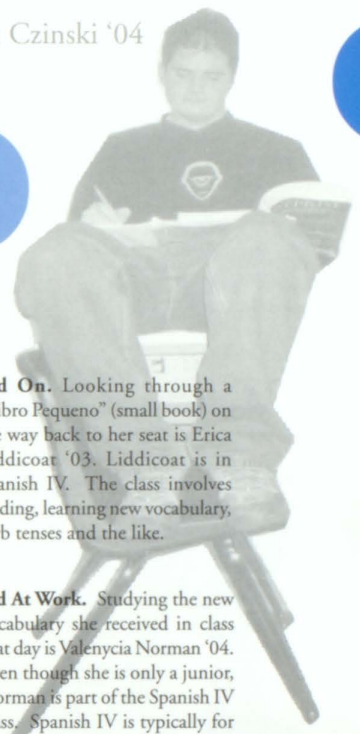 Czinski ‘04
d On. Looking through a
ibro Pequeno” (small book) on
e way back to her seat is Erica
ddicoat ‘03. Liddicoat is in
anish IV. The class involves
ding, learning new vocabulary,
rb tenses and the like.
d At Work. Studying the new
cabulary she received in class
at day is Valenycia Norman ‘04.
en though she is only a junior,
orman is part of the Spanish IV
ss. Spanish IV is typically for